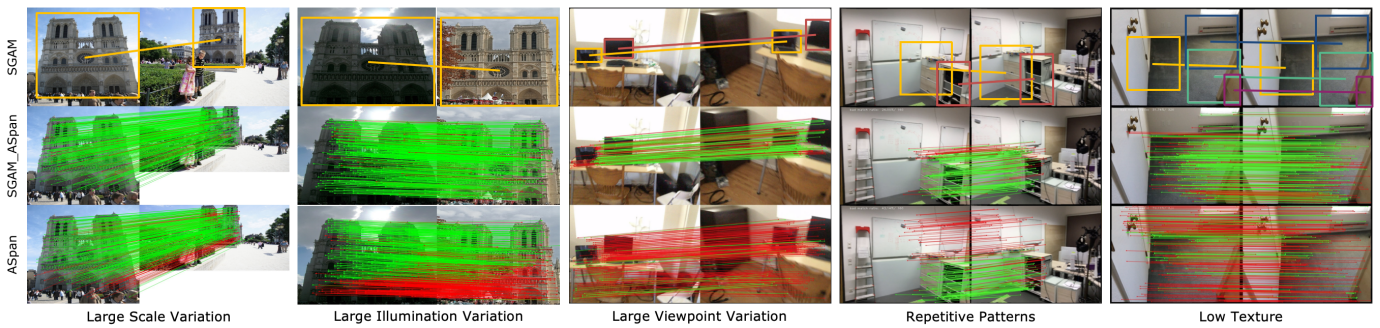 SGAM
SGAM_ASpan
ASpan
Large Scale Variation
Large Illumination Variation
Large Viewpoint Variation
Repetitive Patterns
Low Texture